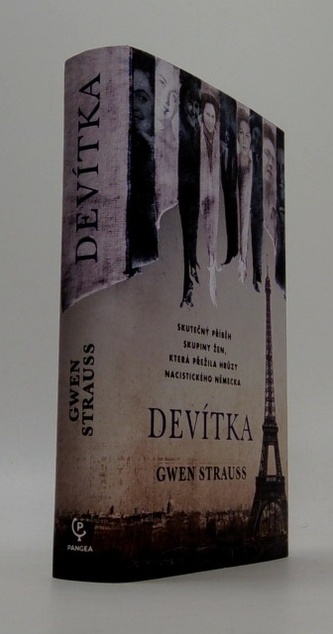 DEVÍTKA
GWEN
STRAUSS
PANGEA
SKUTEČNÝ PŘÍBĚH
SKUPINY ŽEN,
KTERÁ PŘEŽILA HRŮZY
NACISTICKÉHO NĚMECKA
DEVÍTKA
GWEN STRAUSS